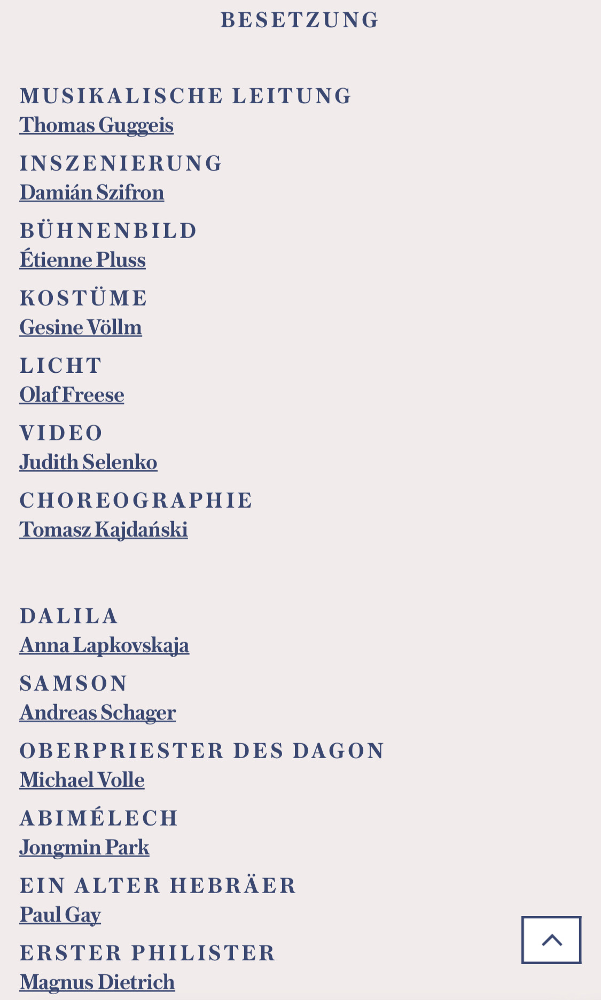 BESETZUNG
MUSIKALISCHE LEITUNG
Thomas Guggeis
INSZENIERUNG
Damián Szifron
BÜHNENBILD
Étienne Pluss
KOSTÜME
Gesine Völlm
LICHT
Olaf Freese
VIDEO
Judith Selenko
CHOREOGRAPHIE
Tomasz Kajdański
DALILA
Anna Lapkovskaja
SAMSON
Andreas Schager
OBERPRIESTER DES DAGON
Michael Volle
ABIMÉLECH
Jongmin Park
EIN ALTER HEBRÄER
Paul Gay
ERSTER PHILISTER
Magnus Dietrich